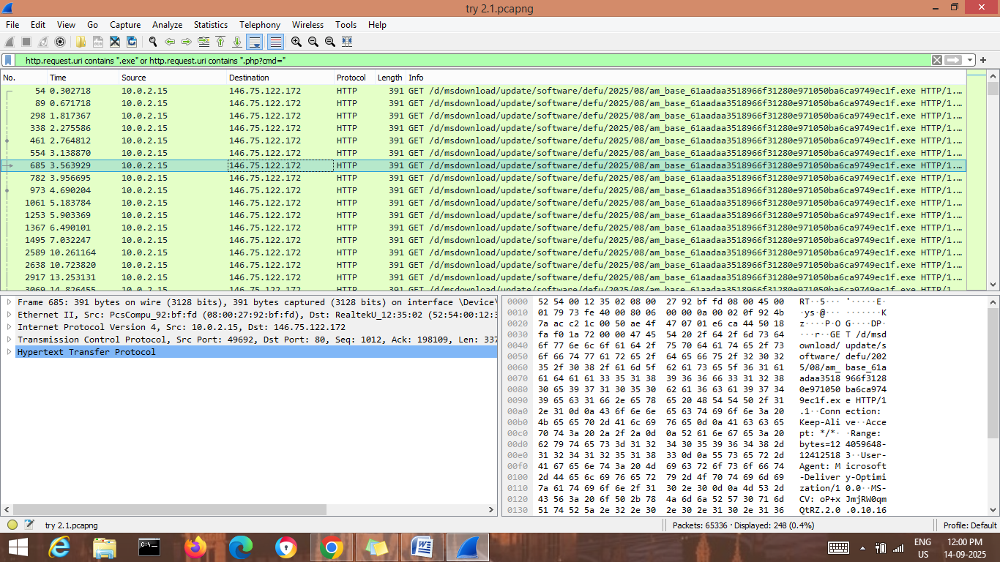 try 2.1.pcapng
File Edit View Go Capture Analyze Statistics Telephony Wireless Tools Help
http.request.uri contains ".exe" or http.request.uri contains ".php?cmd="
No. Time Source Destination Protocol Length Info
54 0.302718 10.0.2.15 146.75.122.172 HTTP 391 GET /d/msdownload/update/software/defu/2025/08/am_base_61aadaa3518966f31280e971050ba6ca9749ec1f.exe HTTP/1....
89 0.671718 10.0.2.15 146.75.122.172 HTTP 391 GET /d/msdownload/update/software/defu/2025/08/am_base_61aadaa3518966f31280e971050ba6ca9749ec1f.exe HTTP/1....
298 1.817367 10.0.2.15 146.75.122.172 HTTP 391 GET /d/msdownload/update/software/defu/2025/08/am_base_61aadaa3518966f31280e971050ba6ca9749ec1f.exe HTTP/1....
338 2.275586 10.0.2.15 146.75.122.172 HTTP 391 GET /d/msdownload/update/software/defu/2025/08/am_base_61aadaa3518966f31280e971050ba6ca9749ec1f.exe HTTP/1....
461 2.764812 10.0.2.15 146.75.122.172 HTTP 391 GET /d/msdownload/update/software/defu/2025/08/am_base_61aadaa3518966f31280e971050ba6ca9749ec1f.exe HTTP/1....
554 3.138870 10.0.2.15 146.75.122.172 HTTP 391 GET /d/msdownload/update/software/defu/2025/08/am_base_61aadaa3518966f31280e971050ba6ca9749ec1f.exe HTTP/1....
685 3.563929 10.0.2.15 146.75.122.172 HTTP 391 GET /d/msdownload/update/software/defu/2025/08/am_base_61aadaa3518966f31280e971050ba6ca9749ec1f.exe HTTP/1....
782 3.956695 10.0.2.15 146.75.122.172 HTTP 391 GET /d/msdownload/update/software/defu/2025/08/am_base_61aadaa3518966f31280e971050ba6ca9749ec1f.exe HTTP/1....
973 4.690204 10.0.2.15 146.75.122.172 HTTP 391 GET /d/msdownload/update/software/defu/2025/08/am_base_61aadaa3518966f31280e971050ba6ca9749ec1f.exe HTTP/1....
1061 5.183784 10.0.2.15 146.75.122.172 HTTP 391 GET /d/msdownload/update/software/defu/2025/08/am_base_61aadaa3518966f31280e971050ba6ca9749ec1f.exe HTTP/1....
1253 5.903369 10.0.2.15 146.75.122.172 HTTP 391 GET /d/msdownload/update/software/defu/2025/08/am_base_61aadaa3518966f31280e971050ba6ca9749ec1f.exe HTTP/1....
1367 6.490101 10.0.2.15 146.75.122.172 HTTP 391 GET /d/msdownload/update/software/defu/2025/08/am_base_61aadaa3518966f31280e971050ba6ca9749ec1f.exe HTTP/1....
1495 7.032247 10.0.2.15 146.75.122.172 HTTP 391 GET /d/msdownload/update/software/defu/2025/08/am_base_61aadaa3518966f31280e971050ba6ca9749ec1f.exe HTTP/1....
2589 10.261164 10.0.2.15 146.75.122.172 HTTP 391 GET /d/msdownload/update/software/defu/2025/08/am_base_61aadaa3518966f31280e971050ba6ca9749ec1f.exe HTTP/1....
2638 10.723820 10.0.2.15 146.75.122.172 HTTP 391 GET /d/msdownload/update/software/defu/2025/08/am_base_61aadaa3518966f31280e971050ba6ca9749ec1f.exe HTTP/1....
2917 13.253131 10.0.2.15 146.75.122.172 HTTP 391 GET /d/msdownload/update/software/defu/2025/08/am_base_61aadaa3518966f31280e971050ba6ca9749ec1f.exe HTTP/1....
3069 14.826455 10.0.2.15 146.75.122.172 HTTP 391 GET /d/msdownload/update/software/defu/2025/08/am_base_61aadaa3518966f31280e971050ba6ca9749ec1f.exe HTTP/1....
Frame 685: 391 bytes on wire (3128 bits), 391 bytes captured (3128 bits) on interface \Device\
Ethernet II, Src: PcsCompu_92:bf:fd (08:00:27:92:bf:fd), Dst: RealtekU_12:35:02 (52:54:00:12:3
Internet Protocol Version 4, Src: 10.0.2.15, Dst: 146.75.122.172
Transmission Control Protocol, Src Port: 49692, Dst Port: 80, Seq: 1012, Ack: 198109, Len: 337
Hypertext Transfer Protocol
0000 52 54 00 12 35 02 08 00 27 92 bf fd 08 00 45 00 RT··5··· '·····E·
0010 01 79 73 fe 40 00 80 06 00 00 0a 00 02 0f 92 4b ·ys·@··· ·······K
0020 7a ac c2 1c 00 50 ae 4f 47 07 01 e6 ca 44 50 18 z····P·O G····DP·
0030 fa f0 1a 72 00 00 47 45 54 20 2f 64 2f 6d 73 64 ···r··GE T /d/msd
0040 6f 77 6e 6c 6f 61 64 2f 75 70 64 61 74 65 2f 73 ownload/ update/s
0050 6f 66 74 77 61 72 65 2f 64 65 66 75 2f 32 30 32 oftware/ defu/202
0060 35 2f 30 38 2f 61 6d 5f 62 61 73 65 5f 36 31 61 5/08/am_ base_61a
0070 61 64 61 61 33 35 31 38 39 36 36 66 33 31 32 38 adaa3518 966f3128
0080 30 65 39 37 31 30 35 30 62 61 36 63 61 39 37 34 0e971050 ba6ca974
0090 39 65 63 31 66 2e 65 78 65 20 48 54 54 50 2f 31 9ec1f.ex e HTTP/1
00a0 2e 31 0d 0a 43 6f 6e 6e 65 63 74 69 6f 6e 3a 20 .1··Conn ection: 
00b0 4b 65 65 70 2d 41 6c 69 76 65 0d 0a 41 63 63 65 Keep-Ali ve··Acce
00c0 70 74 3a 20 2a 2f 2a 0d 0a 52 61 6e 67 65 3a 20 pt: */*· ·Range: 
00d0 62 79 74 65 73 3d 31 32 34 30 35 39 36 34 38 2d bytes=12 4059648-
00e0 31 32 34 31 32 35 31 38 33 0d 0a 55 73 65 72 2d 12412518 3··User-
00f0 41 67 65 6e 74 3a 20 4d 69 63 72 6f 73 6f 66 74 Agent: M icrosoft
0100 2d 44 65 6c 69 76 65 72 79 2d 4f 70 74 69 6d 69 -Deliver y-Optimi
0110 7a 61 74 69 6f 6e 2f 31 30 2e 30 0d 0a 4d 53 2d zation/1 0.0··MS-
0120 43 56 3a 20 6f 50 2b 78 4a 6d 6a 52 57 30 71 6d CV: oP+x JmjRW0qm
0130 51 74 52 5a 2e 32 2e 30 2e 30 2e 31 30 2e 31 36 QtRZ.2.0 .0.10.16
try 2.1.pcapng
Packets: 65336 · Displayed: 248 (0.4%)
Profile: Default
ENG
US
12:00 PM
14-09-2025